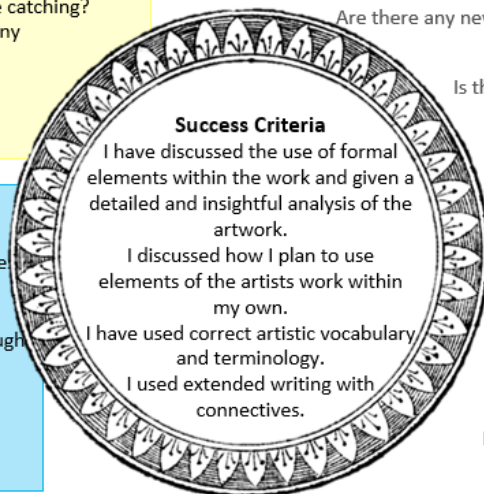 catching?
ny
Are there any
Is
Success Criteria
I have discussed the use of formal
elements within the work and given a
detailed and insightful analysis of the
artwork.
I discussed how I plan to use
elements of the artists work within
my own.
I have used correct artistic vocabulary
and terminology.
I used extended writing with
connectives.
ugh